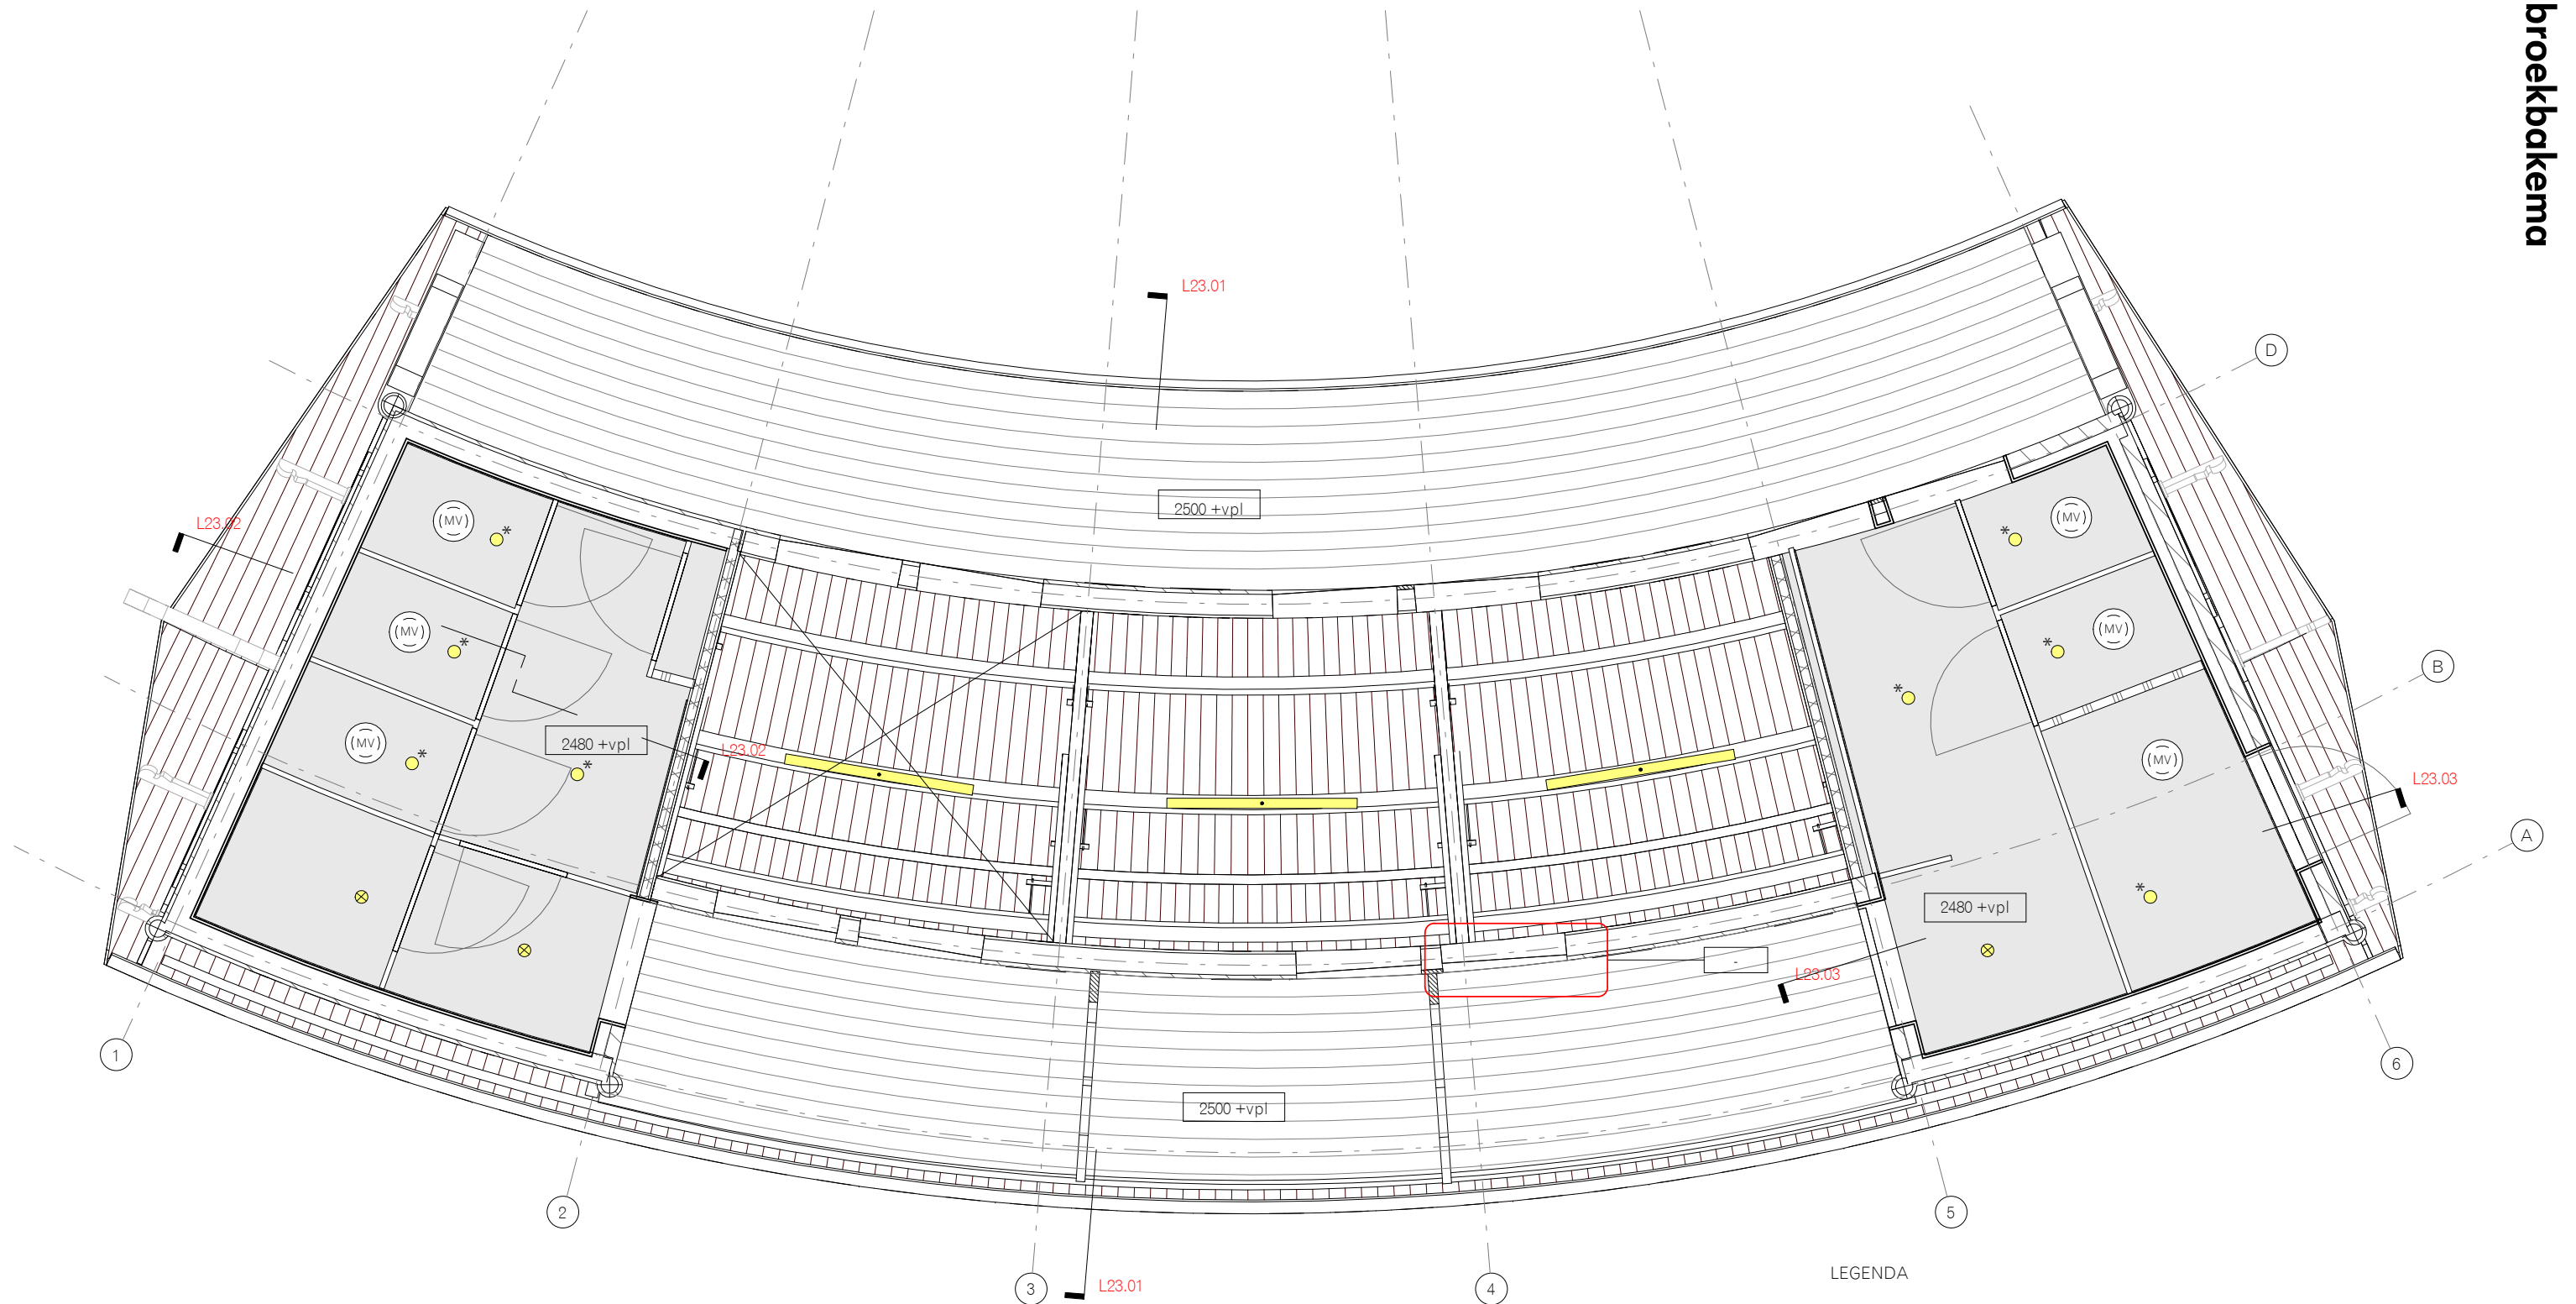 broekbakema
L23.01
D
2500 +vpl
(MV)
*
(MV)
*
L23.02
(MV)
*
(MV)
*
B
*
(MV)
*
2480 +vpl
*
L23.02
(MV)
L23.03
A
*
2480 +vpl
-
L23.03
1
6
2500 +vpl
2
5
LEGENDA
3
L23.01
4